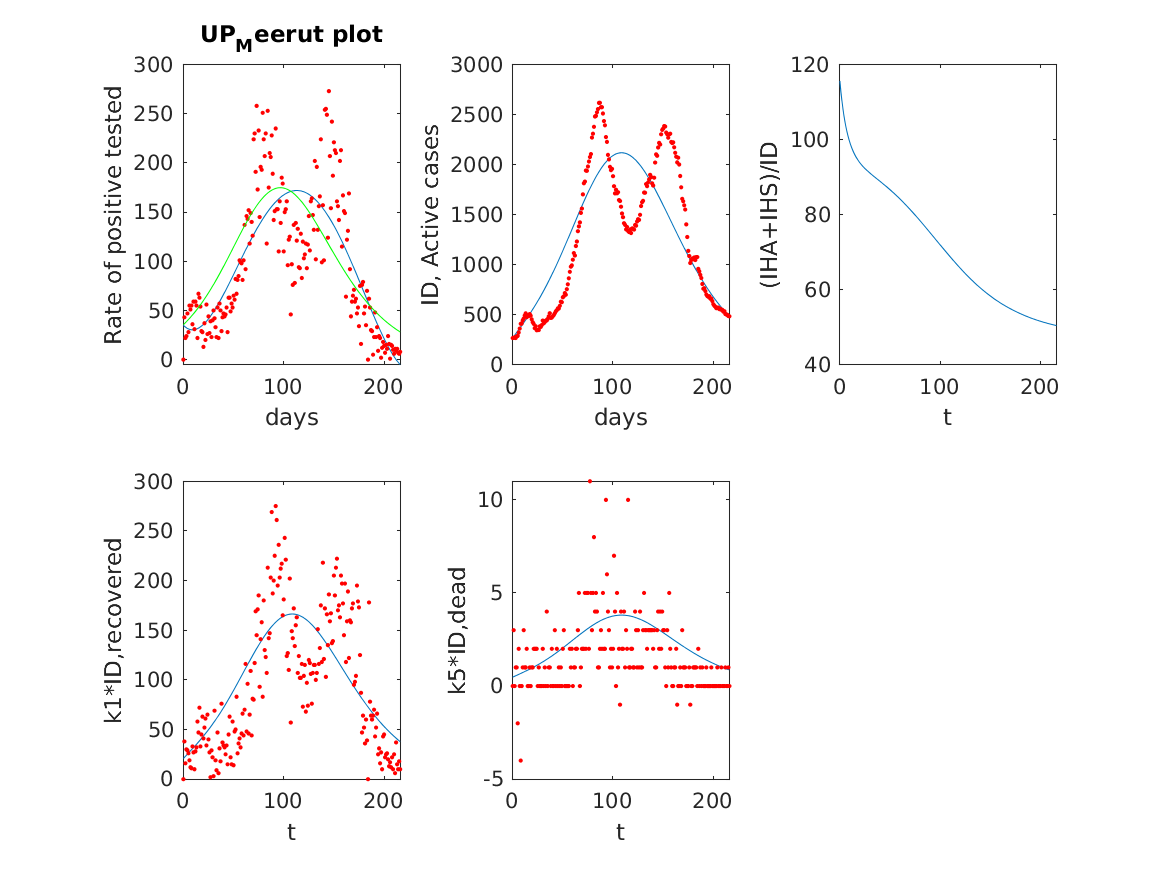 UP_Meerut plot
300
250
200
150
100
50
0
Rate of positive tested
0 100 200
days
3000
2500
2000
1500
1000
500
0
ID, Active cases
0 100 200
days
120
100
80
60
40
(IHA+IHS)/ID
0 100 200
t
300
250
200
150
100
50
0
k1*ID,recovered
0 100 200
t
10
5
0
-5
k5*ID,dead
0 100 200
t